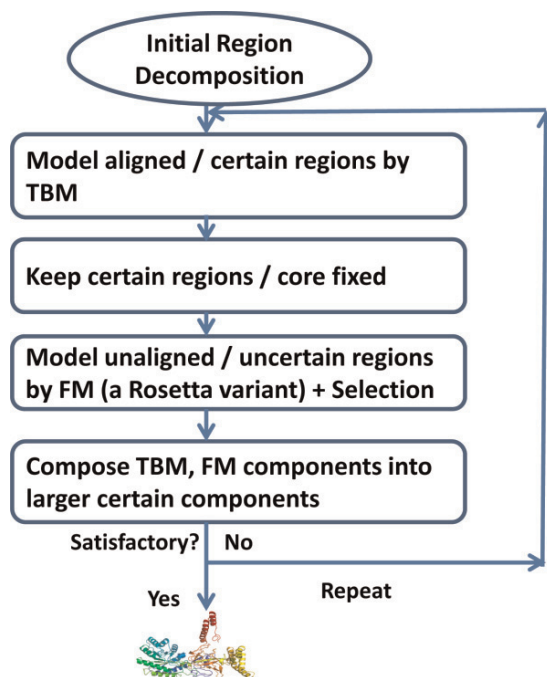 Initial Region
Decomposition
Model aligned / certain regions by
TBM
Keep certain regions / core fixed
Model unaligned / uncertain regions
by FM (a Rosetta variant) + Selection
Compose TBM, FM components into
larger certain components
Satisfactory? No
Repeat
Yes